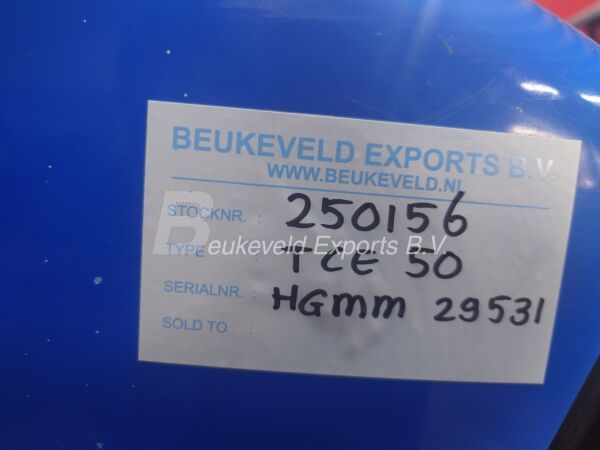 BEUKEVELD EXPORTS B.V.
WWW.BEUKEVELD.NL
STOCKNR. : 250156
Beukeveld Exports B.V.
TYPE : TCE 50
SERIALNR. : HGMM 29531
SOLD TO :